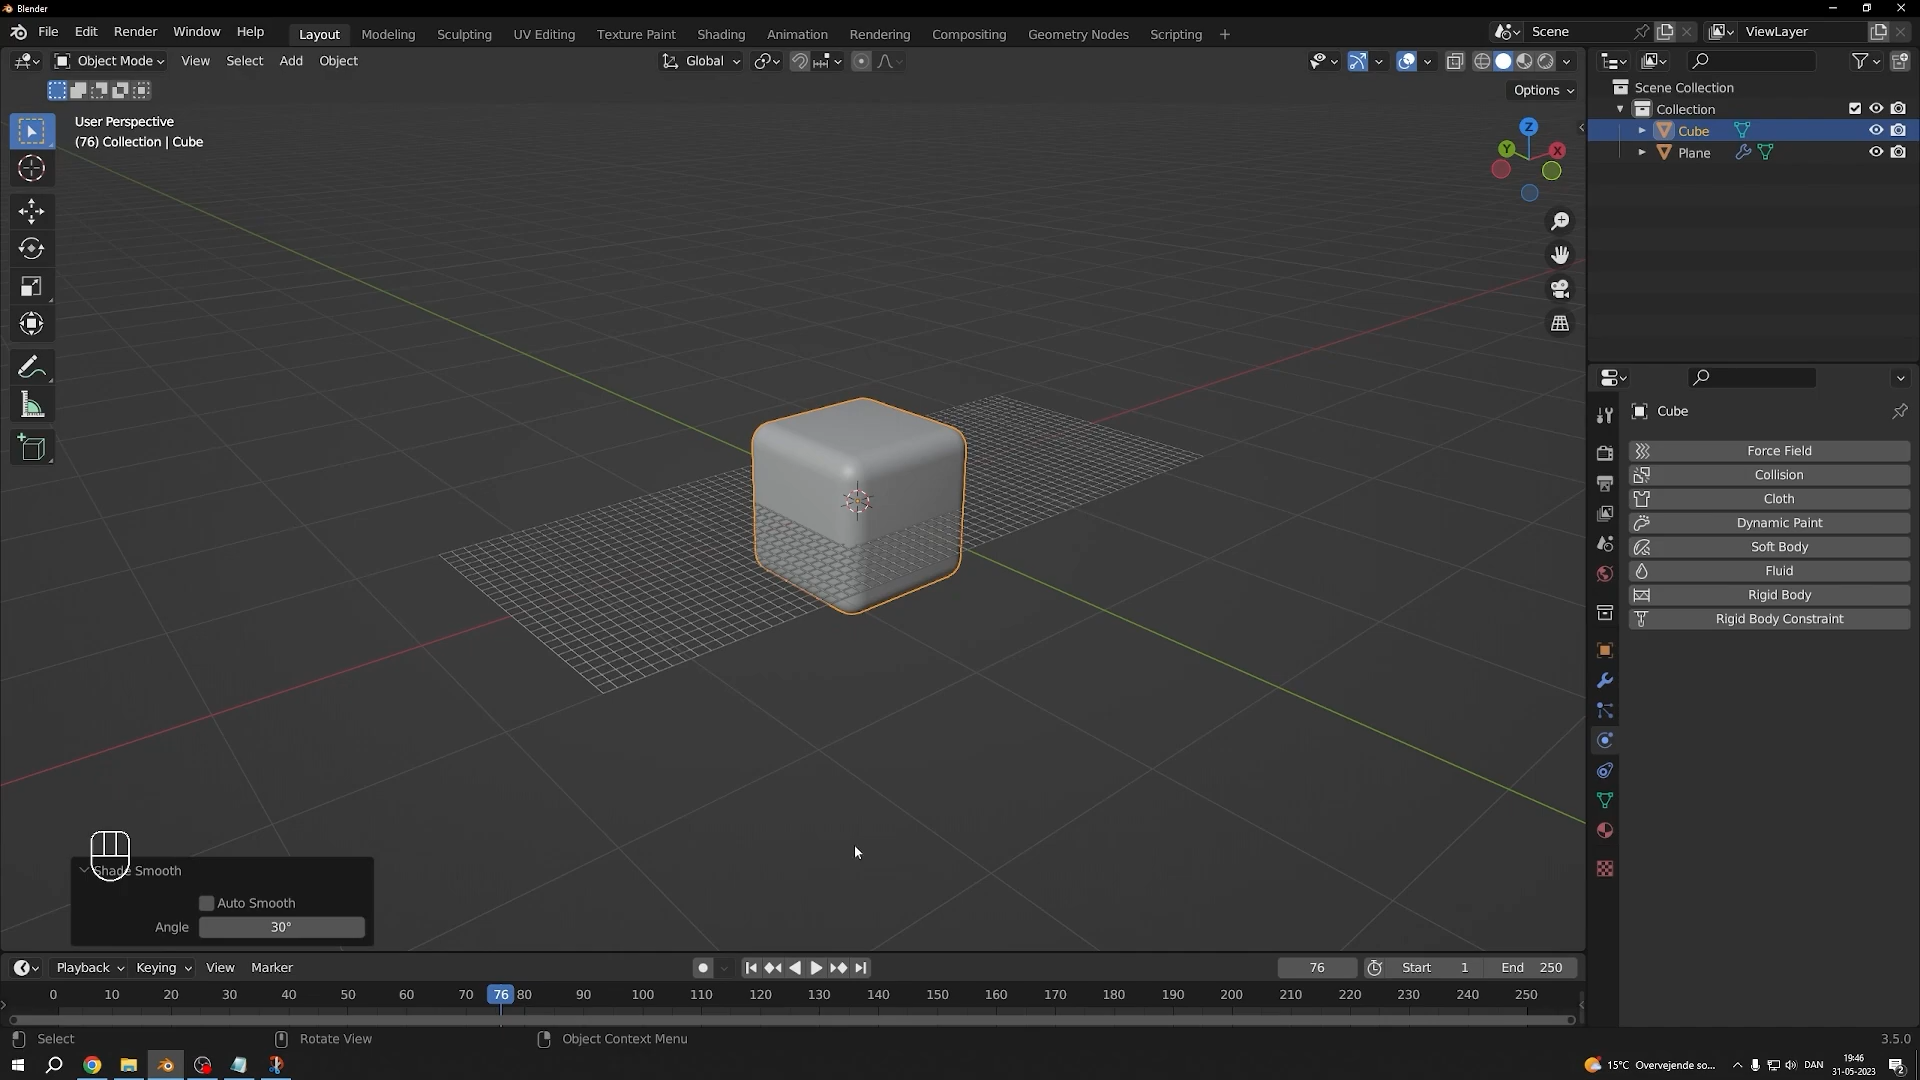 Blender
File Edit Render Window Help Layout Modeling Sculpting UV Editing Texture Paint Shading Animation Rendering Compositing Geometry Nodes Scripting + Scene ViewLayer
Object Mode View Select Add Object Global
Options
User Perspective
(76) Collection | Cube
Z
Y
X
Scene Collection
Collection
Cube
Plane
Cube
Force Field
Collision
Cloth
Dynamic Paint
Soft Body
Fluid
Rigid Body
Rigid Body Constraint
Shade Smooth
Auto Smooth
Angle 30°
Playback Keying View Marker 76 Start 1 End 250
0 10 20 30 40 50 60 70 76 80 90 100 110 120 130 140 150 160 170 180 190 200 210 220 230 240 250
Select Rotate View Object Context Menu 3.5.0
15°C Overvejende so... DAN 19:46
31-05-2023
2